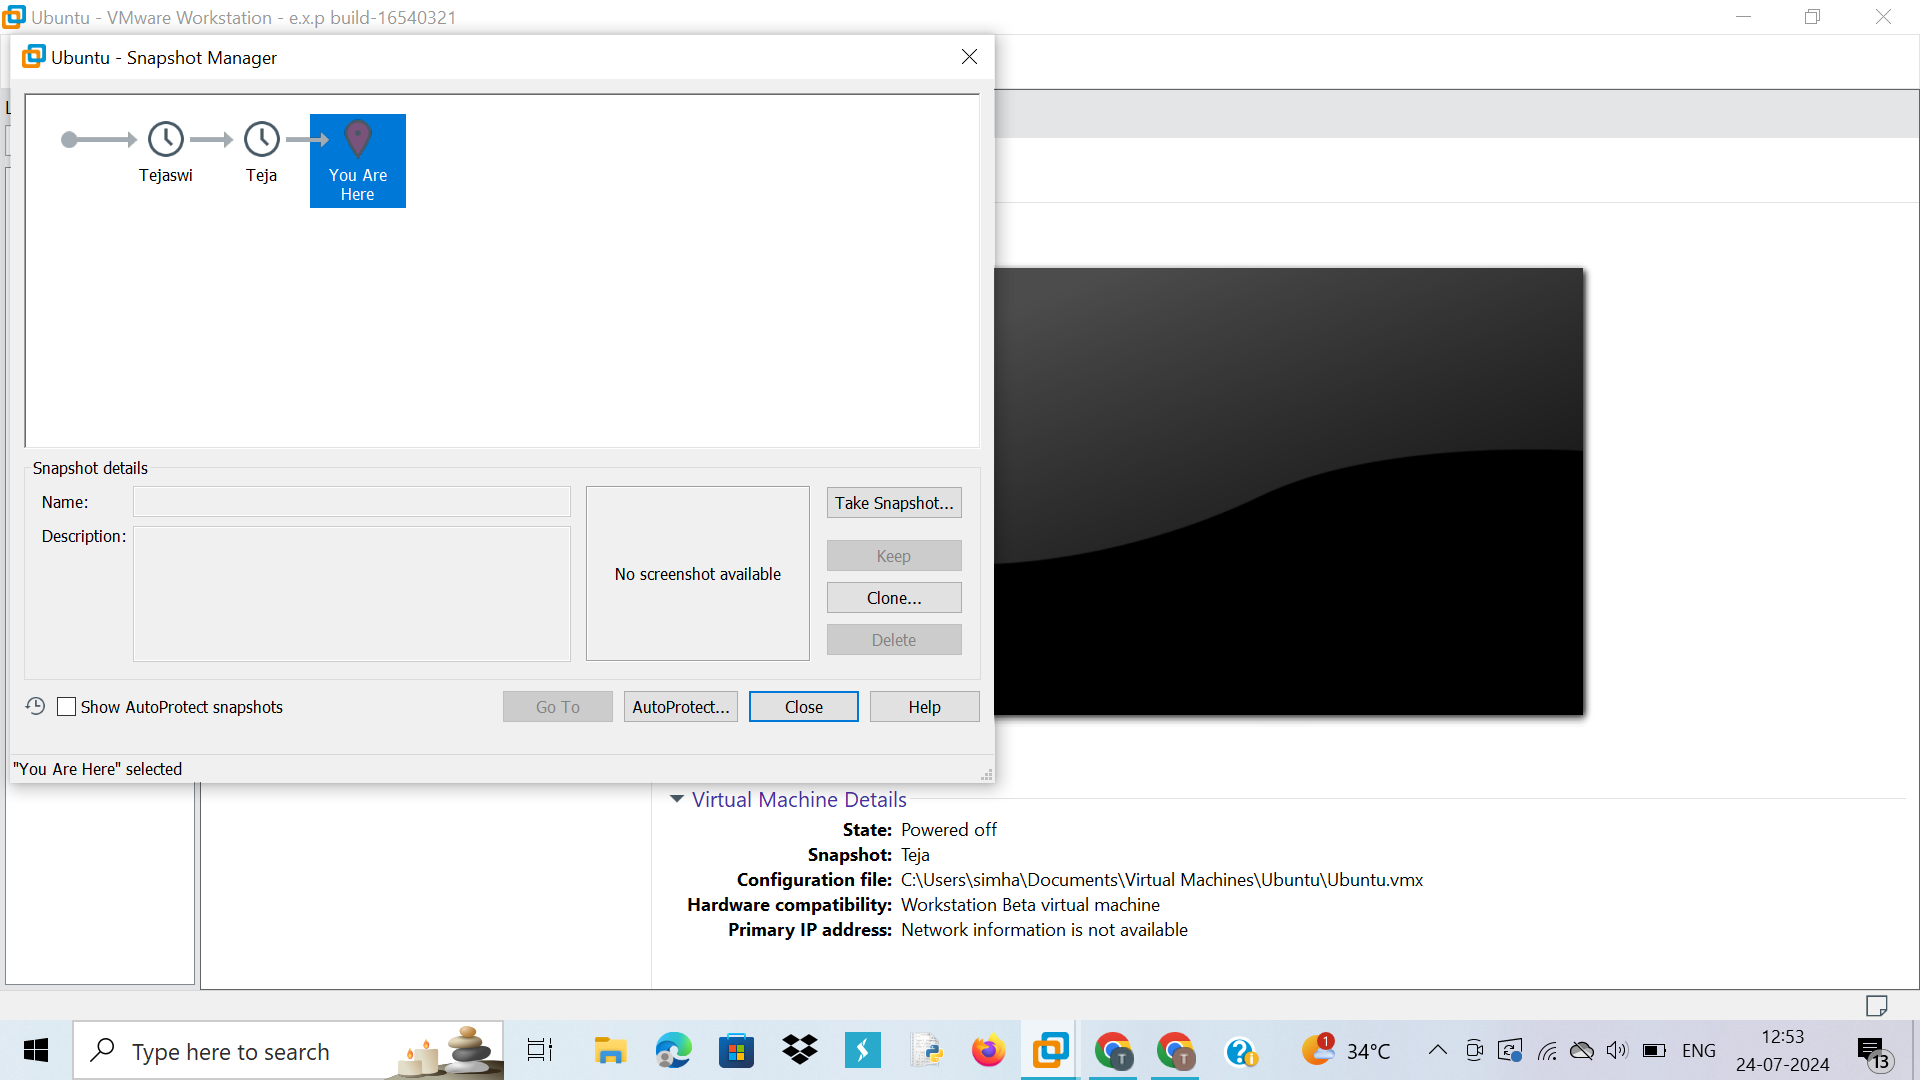 Ubuntu - VMware Workstation - e.x.p build-16540321
Ubuntu - Snapshot Manager
Tejaswi
Teja
You Are
Here
Snapshot details
Name:
Description:
No screenshot available
Take Snapshot...
Keep
Clone...
Delete
Show AutoProtect snapshots
Go To
AutoProtect...
Close
Help
"You Are Here" selected
Virtual Machine Details
State: Powered off
Snapshot: Teja
Configuration file: C:\Users\simha\Documents\Virtual Machines\Ubuntu\Ubuntu.vmx
Hardware compatibility: Workstation Beta virtual machine
Primary IP address: Network information is not available
Type here to search
T
T
1
34°C
ENG
12:53
24-07-2024
13